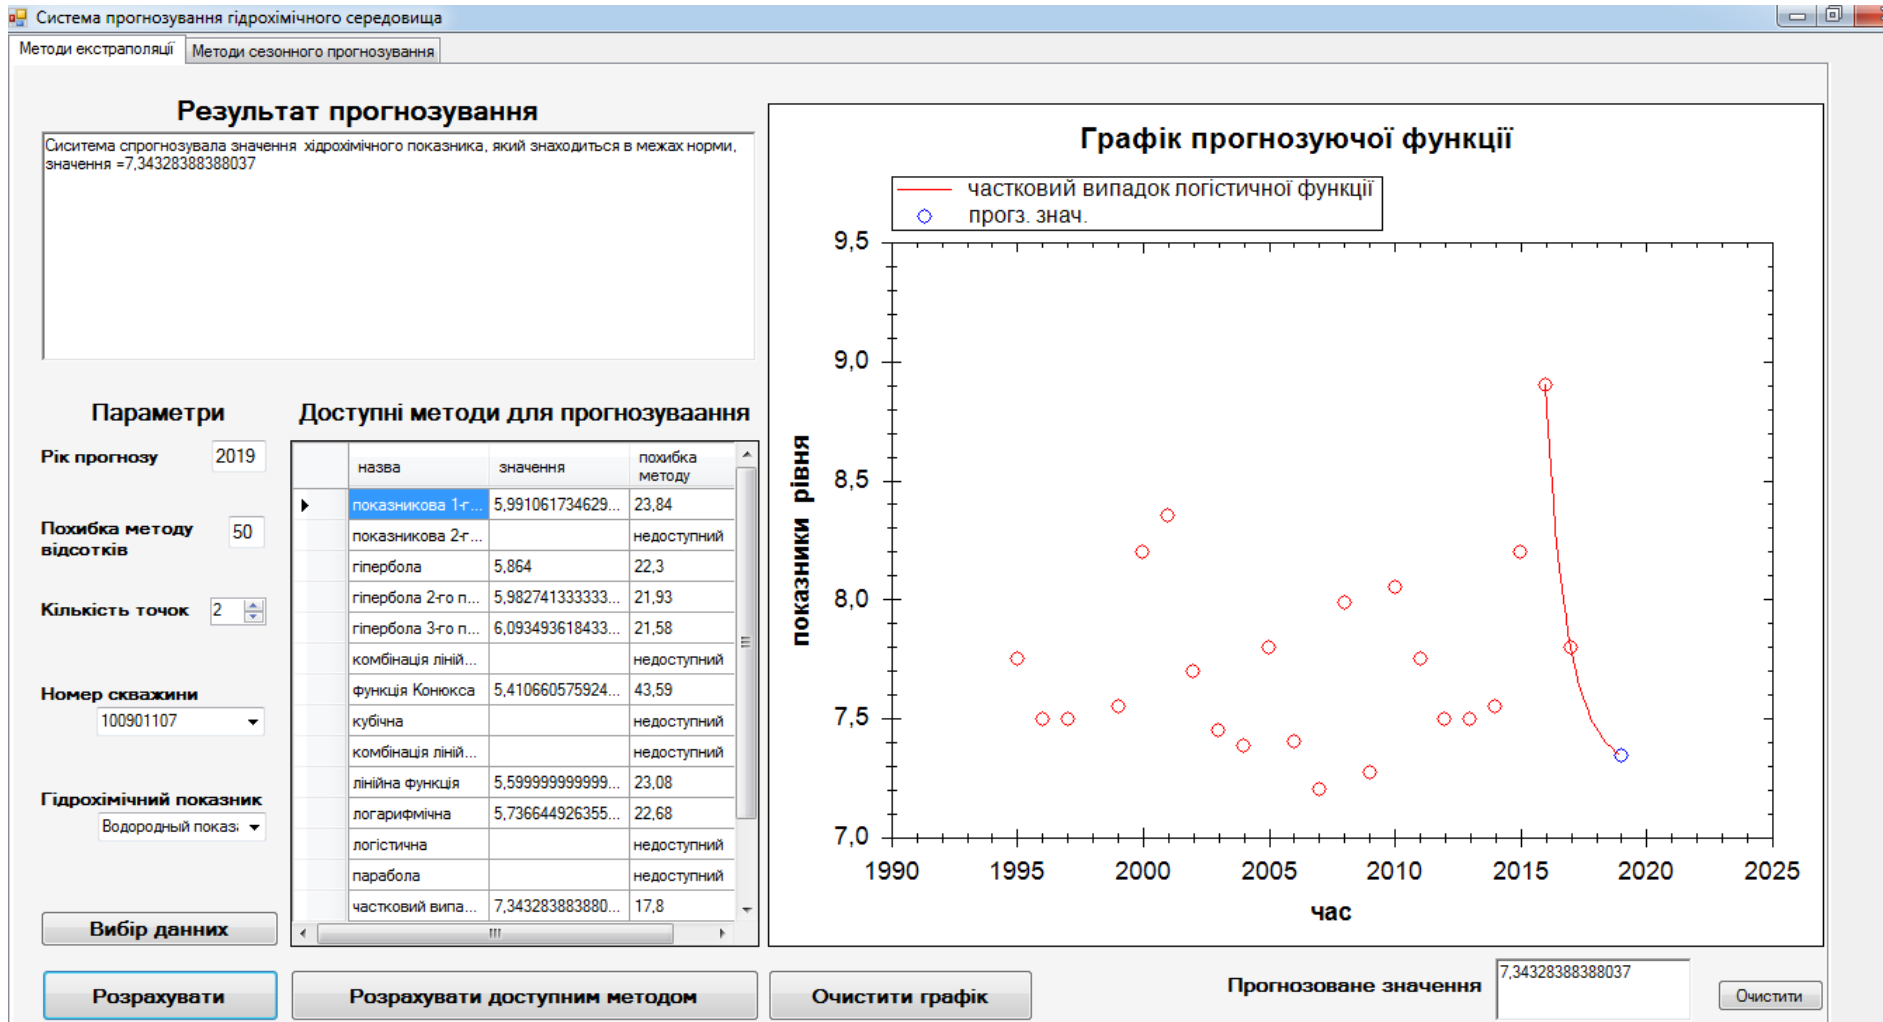 Система прогнозування гідрохімічного середовища
Методи екстраполяції Методи сезонного прогнозування
Результат прогнозування
Сиситема спрогнозувала значення хідрохімічного показника, який знаходиться в межах норми,
значення =7,34328388388037
Параметри
Рік прогнозу 2019
Похибка методу
відсотків 50
Кількість точок 2
Номер скважини
100901107
Гідрохімічний показник
Водородный показ
Вибір данних
Доступні методи для прогнозуваання
назва значення похибка
методу
показникова 1-г... 5,991061734629... 23,84
показникова 2-г... недоступний
гіпербола 5,864 22,3
гіпербола 2-го п... 5,982741333333... 21,93
гіпербола 3-го п... 6,093493618433... 21,58
комбінація ліній... недоступний
функція Конюкса 5,410660575924... 43,59
кубічна недоступний
комбінація ліній... недоступний
лінійна функція 5,599999999999... 23,08
логарифмічна 5,736644926355... 22,68
логістична недоступний
парабола недоступний
частковий випа... 7,343283883880... 17,8
Графік прогнозуючої функції
частковий випадок логістичної функції
прогз. знач.
показники рівня
9,5
9,0
8,5
8,0
7,5
7,0
1990 1995 2000 2005 2010 2015 2020 2025
час
Розрахувати
Розрахувати доступним методом
Очистити графік
Прогнозоване значення
7,34328388388037
Очистити